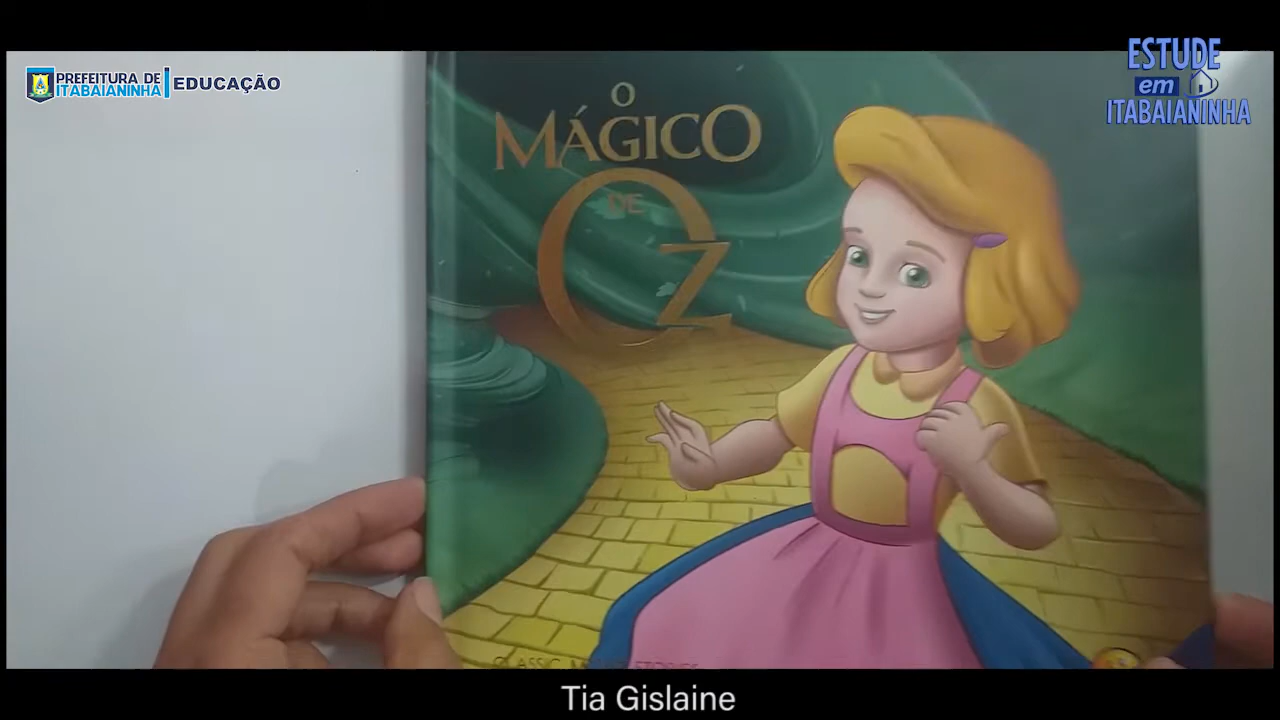 PREFEITURA DE
ITABAIANINHA
EDUCAÇÃO
ESTUDE
em
ITABAIANINHA
O
MÁGICO
DE
OZ
Tia Gislaine